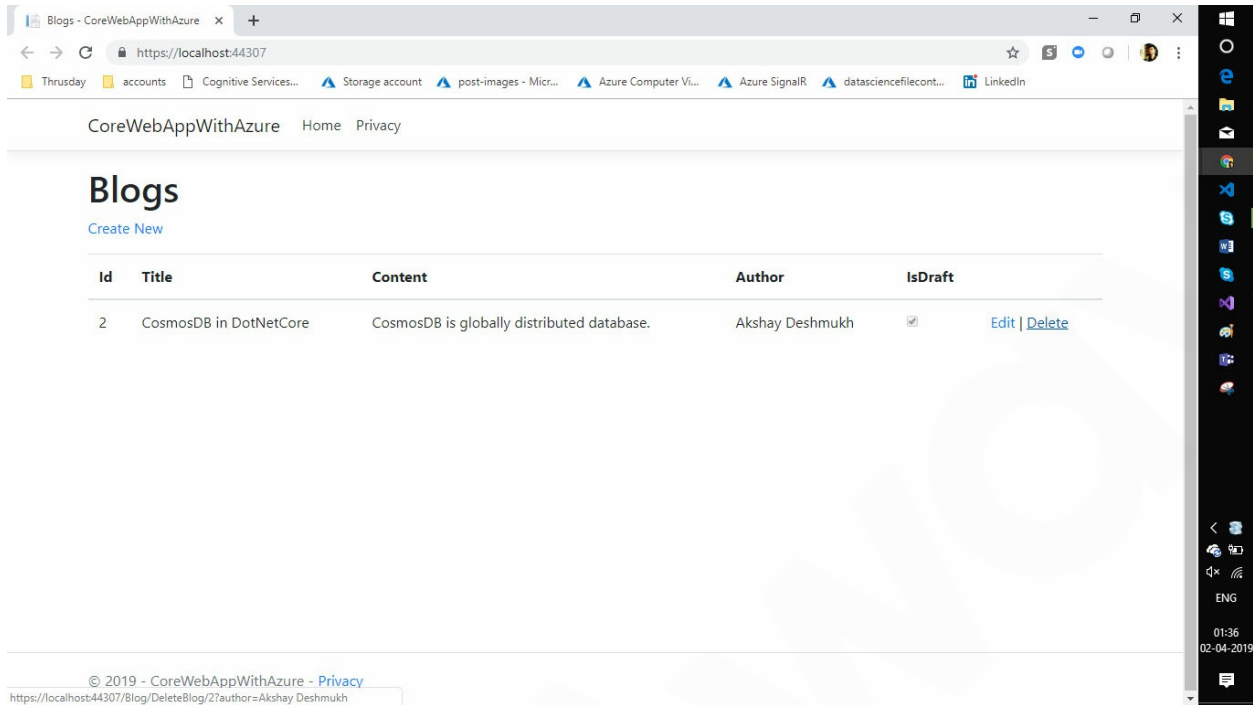 Blogs - CoreWebAppWithAzure
https://localhost:44307
Thrusday accounts Cognitive Services... Storage account post-images - Micr... Azure Computer Vi... Azure SignalR datasciencefilecont... LinkedIn
CoreWebAppWithAzure Home Privacy
Blogs
Create New
Id Title Content Author IsDraft
2 CosmosDB in DotNetCore CosmosDB is globally distributed database. Akshay Deshmukh Edit | Delete
ENG
01:36
02-04-2019
© 2019 - CoreWebAppWithAzure - Privacy
https://localhost:44307/Blog/DeleteBlog/2?author=Akshay Deshmukh